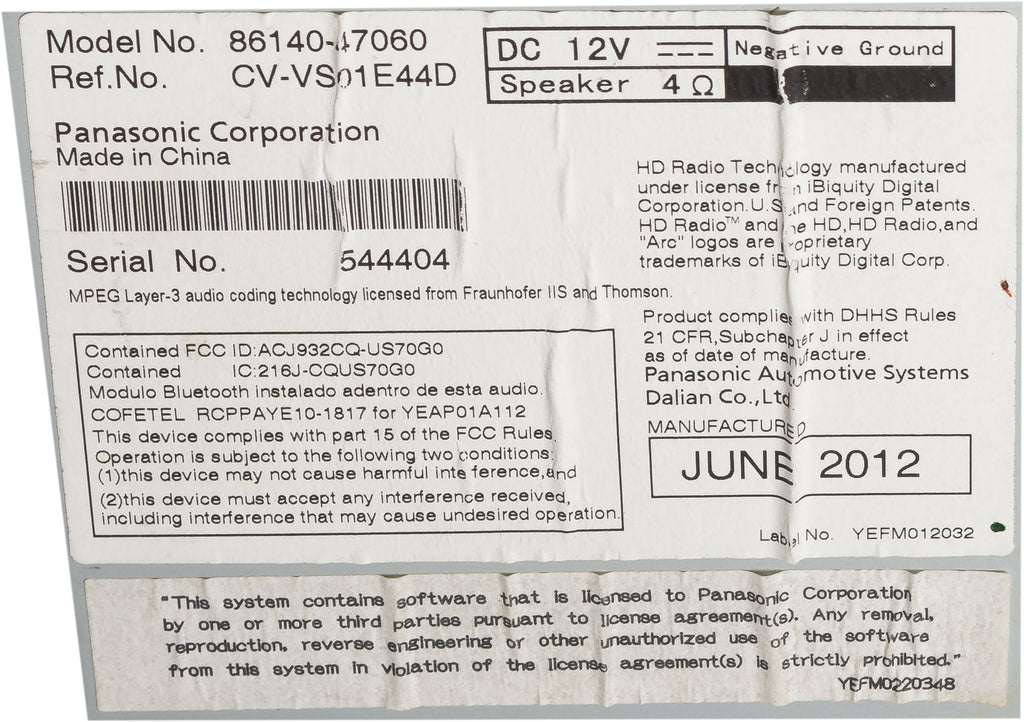 Model No. 86140-47060
Ref.No. CV-VS01E44D
DC 12V Negative Ground
Speaker 4Ω
Panasonic Corporation
Made in China
Serial No. 544404
HD Radio Technology manufactured
under license from iBiquity Digital
Corporation.U.S.and Foreign Patents.
HD Radio™ and the HD,HD Radio,and
"Arc" logos are proprietary
trademarks of iBiquity Digital Corp.
MPEG Layer-3 audio coding technology licensed from Fraunhofer IIS and Thomson.
Contained FCC ID:ACJ932CQ-US70G0
Contained IC:216J-CQUS70G0
Modulo Bluetooth instalado adentro de esta audio.
COFETEL RCPPAYE10-1817 for YEAP01A112
This device complies with part 15 of the FCC Rules.
Operation is subject to the following two conditions:
(1)this device may not cause harmful interference,and
(2)this device must accept any interference received,
including interference that may cause undesired operation.
Product complies with DHHS Rules
21 CFR,Subchapter J in effect
as of date of manufacture.
Panasonic Automotive Systems
Dalian Co.,Ltd
MANUFACTURED
JUNE 2012
Label No. YEFM012032
"This system contains software that is licensed to Panasonic Corporation
by one or more third parties pursuant to license agreement(s). Any removal,
reproduction, reverse engineering or other unauthorized use of the software
from this system in violation of the license agreement(s) is strictly prohibited."
YEFM0220348